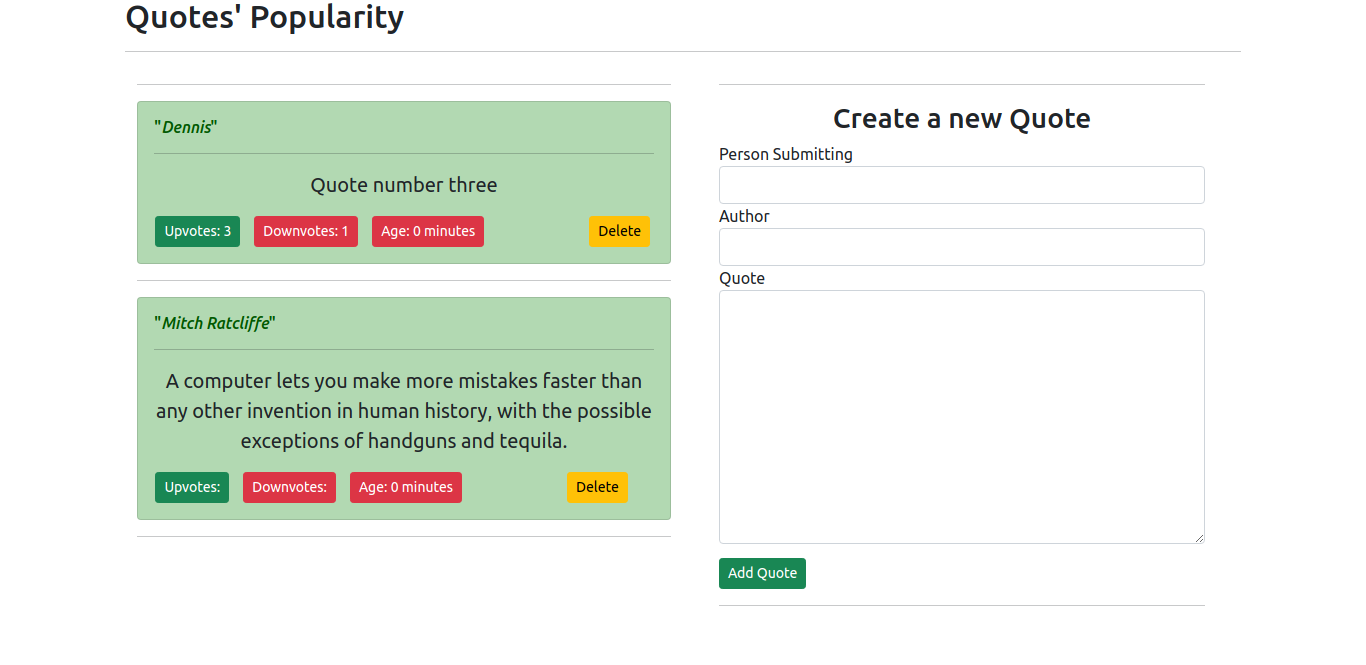 Quotes' Popularity
"Dennis"
Quote number three
Upvotes: 3 Downvotes: 1 Age: 0 minutes Delete
"Mitch Ratcliffe"
A computer lets you make more mistakes faster than
any other invention in human history, with the possible
exceptions of handguns and tequila.
Upvotes: Downvotes: Age: 0 minutes Delete
Create a new Quote
Person Submitting
Author
Quote
Add Quote